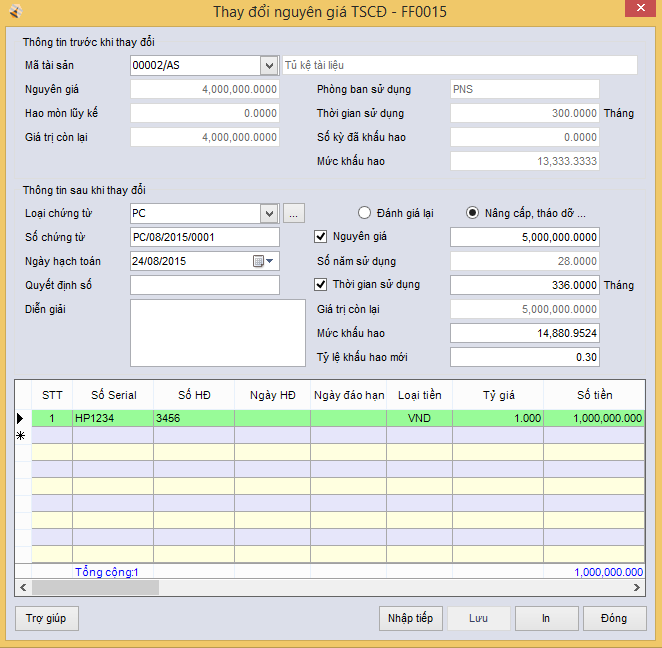 Thay đổi nguyên giá TSCĐ - FF0015
Thông tin trước khi thay đổi
Mã tài sản 00002/AS Tủ kệ tài liệu
Nguyên giá 4,000,000.0000 Phòng ban sử dụng PNS
Hao mòn lũy kế 0.0000 Thời gian sử dụng 300.0000 Tháng
Giá trị còn lại 4,000,000.0000 Số kỳ đã khấu hao 0.0000
Mức khấu hao 13,333.3333
Thông tin sau khi thay đổi
Loại chứng từ PC ... Đánh giá lại Nâng cấp, tháo dỡ ...
Số chứng từ PC/08/2015/0001 Nguyên giá 5,000,000.0000
Ngày hạch toán 24/08/2015 Số năm sử dụng 28.0000
Quyết định số Thời gian sử dụng 336.0000 Tháng
Diễn giải Giá trị còn lại 5,000,000.0000
Mức khấu hao 14,880.9524
Tỷ lệ khấu hao mới 0.30
STT Số Serial Số HĐ Ngày HĐ Ngày đáo hạn Loại tiền Tỷ giá Số tiền
1 HP1234 3456 VND 1.000 1,000,000.000
Tổng cộng:1 1,000,000.000
Trợ giúp Nhập tiếp Lưu In Đóng